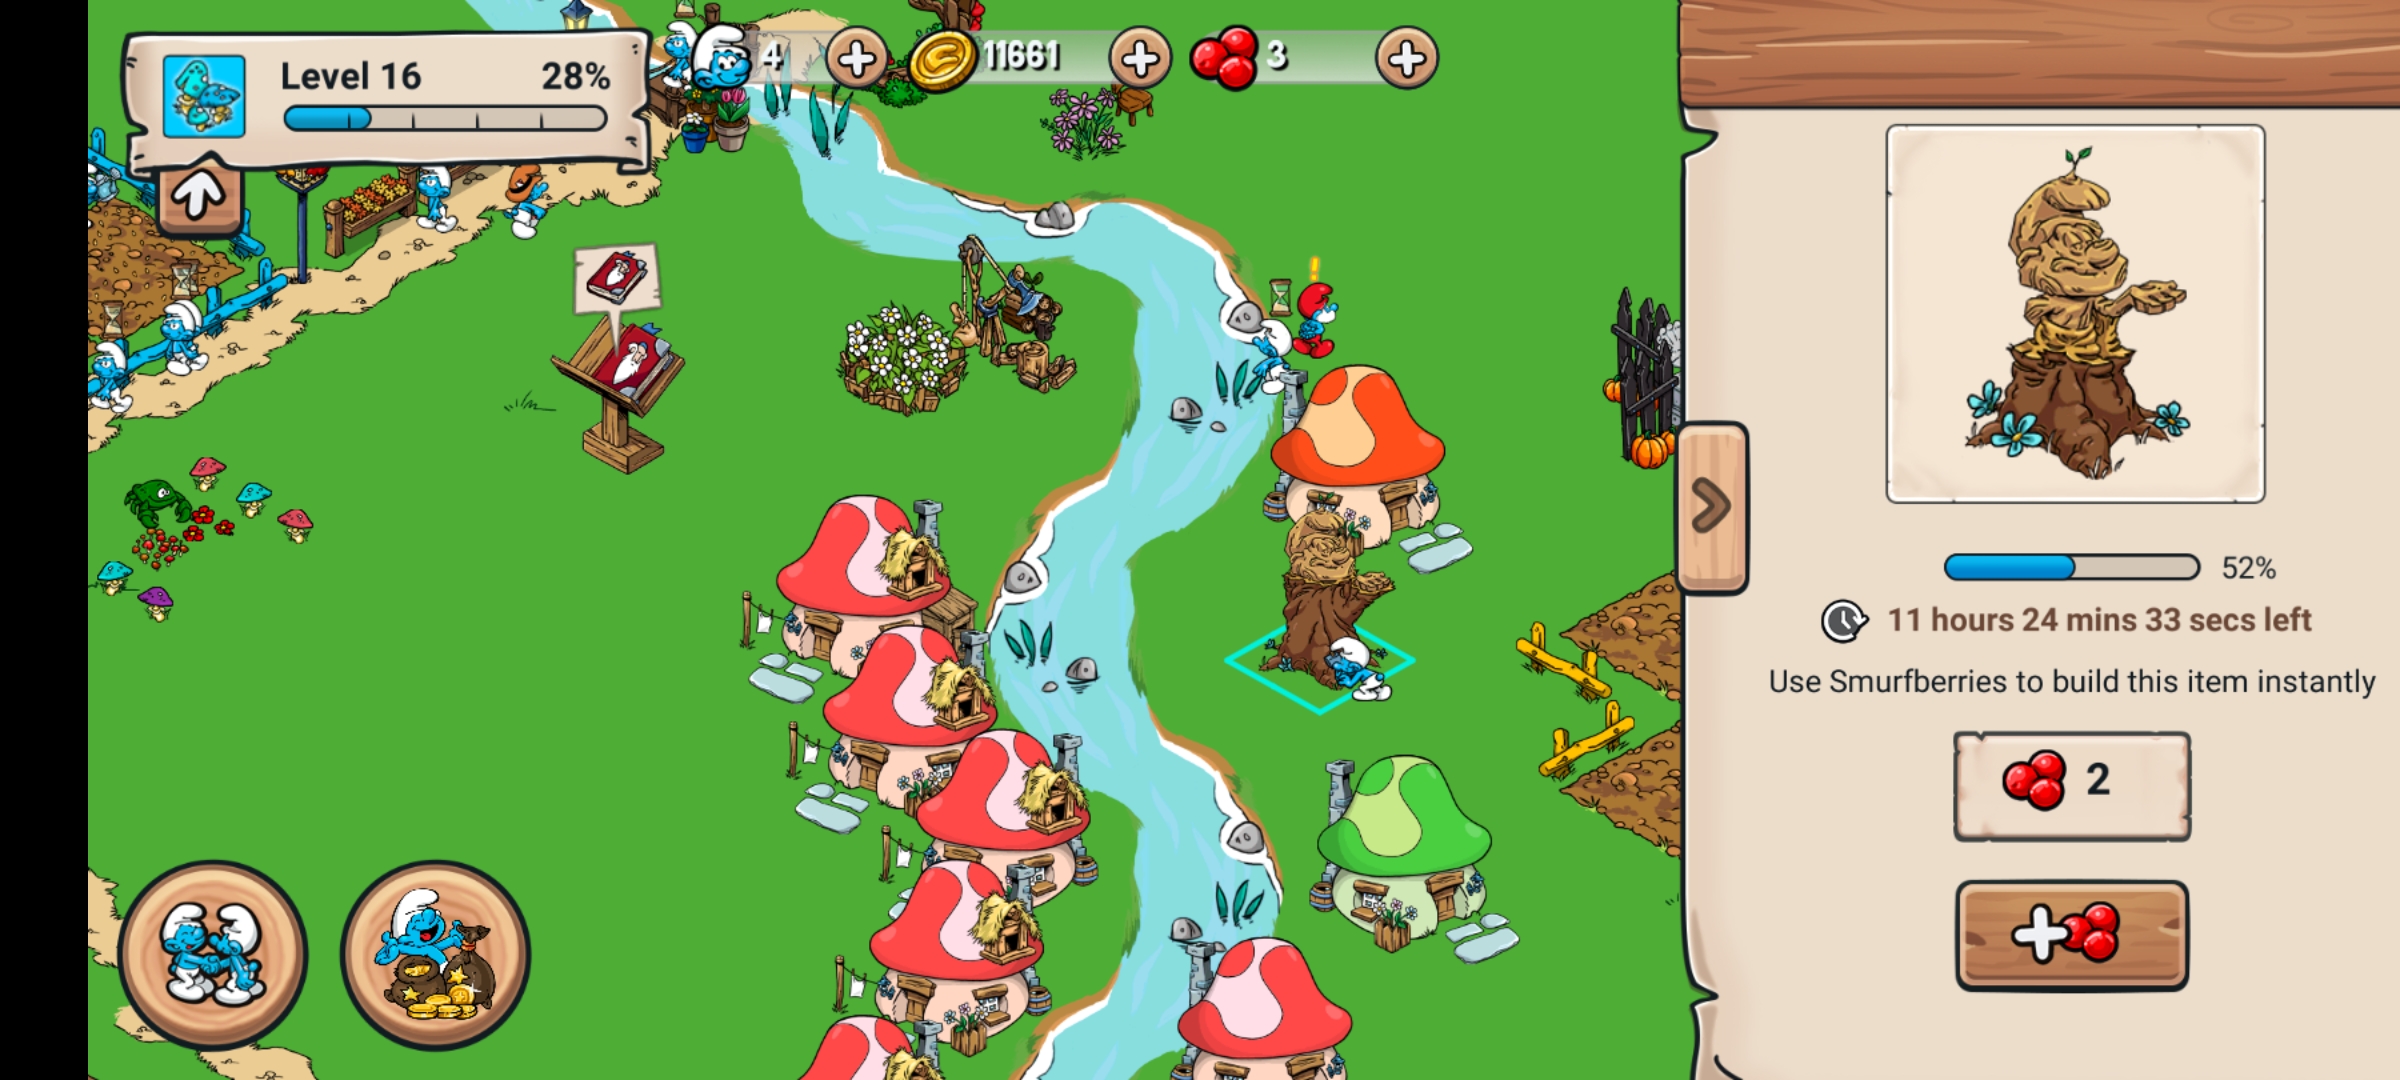 Level 16 28%
4
11661
3
52%
11 hours 24 mins 33 secs left
Use Smurfberries to build this item instantly
2